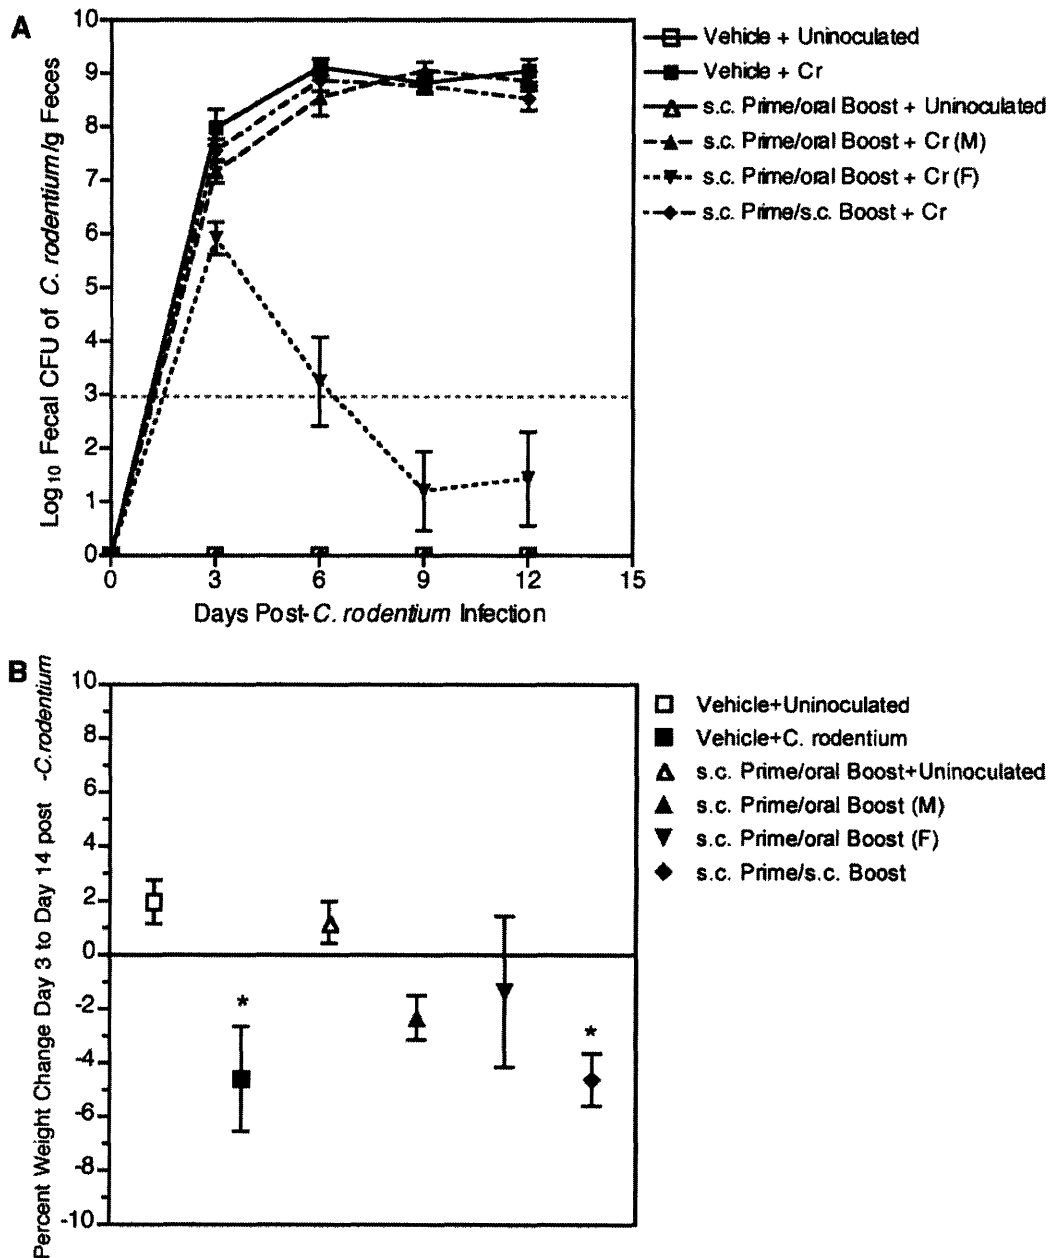 A
Log10 Fecal CFU of C. rodentium/g Feces
10
9
8
7
6
5
4
3
2
1
0
0 3 6 9 12 15
Days Post-C. rodentium Infection
Vehicle + Uninoculated
Vehicle + Cr
s.c. Prime/oral Boost + Uninoculated
s.c. Prime/oral Boost + Cr (M)
s.c. Prime/oral Boost + Cr (F)
s.c. Prime/s.c. Boost + Cr
B
Percent Weight Change Day 3 to Day 14 post -C.rodentium
10
8
6
4
2
0
-2
-4
-6
-8
-10
*
*
Vehicle+Uninoculated
Vehicle+C. rodentium
s.c. Prime/oral Boost+Uninoculated
s.c. Prime/oral Boost (M)
s.c. Prime/oral Boost (F)
s.c. Prime/s.c. Boost